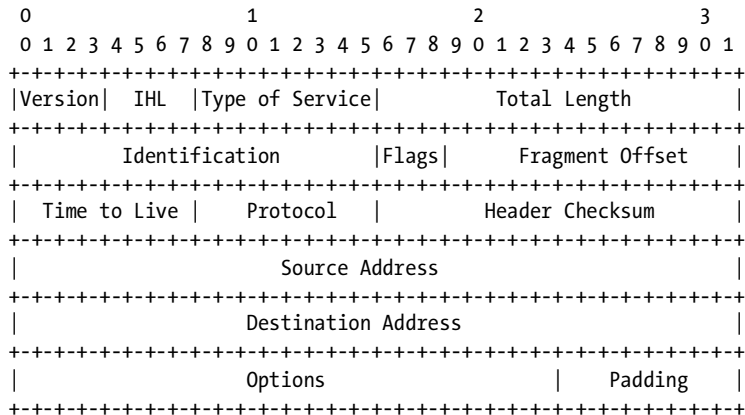 0                   1                   2                   3
 0 1 2 3 4 5 6 7 8 9 0 1 2 3 4 5 6 7 8 9 0 1 2 3 4 5 6 7 8 9 0 1
+-+-+-+-+-+-+-+-+-+-+-+-+-+-+-+-+-+-+-+-+-+-+-+-+-+-+-+-+-+-+-+-+
|Version|  IHL  |Type of Service|          Total Length         |
+-+-+-+-+-+-+-+-+-+-+-+-+-+-+-+-+-+-+-+-+-+-+-+-+-+-+-+-+-+-+-+-+
|         Identification        |Flags|      Fragment Offset    |
+-+-+-+-+-+-+-+-+-+-+-+-+-+-+-+-+-+-+-+-+-+-+-+-+-+-+-+-+-+-+-+-+
|  Time to Live |    Protocol   |         Header Checksum       |
+-+-+-+-+-+-+-+-+-+-+-+-+-+-+-+-+-+-+-+-+-+-+-+-+-+-+-+-+-+-+-+-+
|                       Source Address                          |
+-+-+-+-+-+-+-+-+-+-+-+-+-+-+-+-+-+-+-+-+-+-+-+-+-+-+-+-+-+-+-+-+
|                    Destination Address                        |
+-+-+-+-+-+-+-+-+-+-+-+-+-+-+-+-+-+-+-+-+-+-+-+-+-+-+-+-+-+-+-+-+
|                    Options                    |    Padding    |
+-+-+-+-+-+-+-+-+-+-+-+-+-+-+-+-+-+-+-+-+-+-+-+-+-+-+-+-+-+-+-+-+